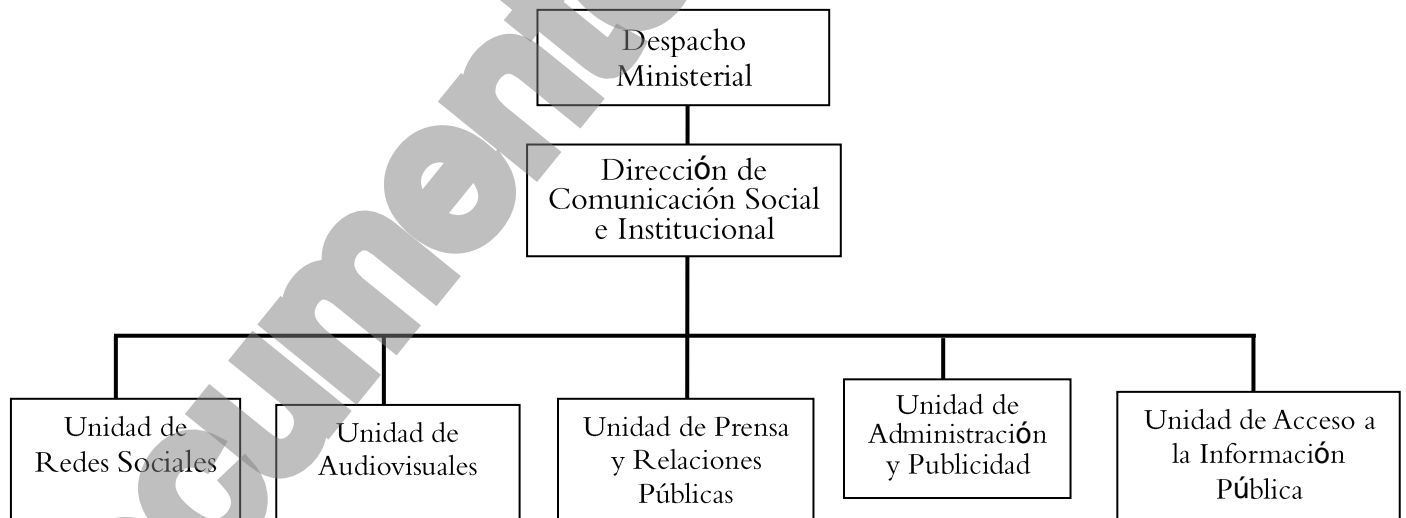 Despacho
Ministerial
Dirección de
Comunicación Social
e Institucional
Unidad de
Redes Sociales
Unidad de
Audiovisuales
Unidad de Prensa
y Relaciones
Públicas
Unidad de
Administración
y Publicidad
Unidad de Acceso a
la Información
Pública
cument